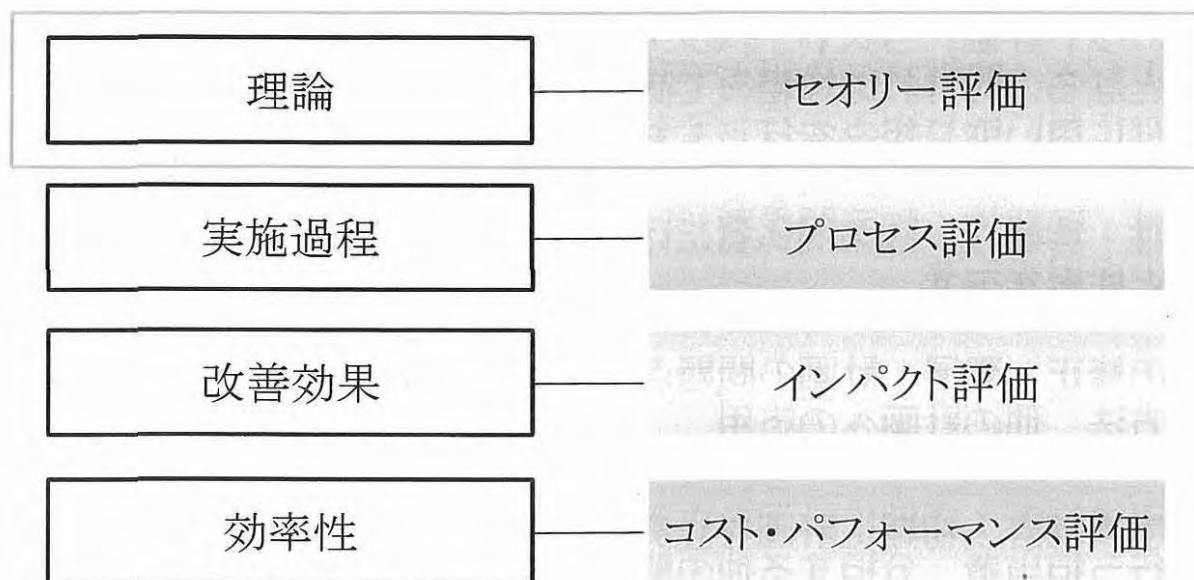 理論
セオリー評価
実施過程
プロセス評価
改善効果
インパクト評価
効率性
コスト・パフォーマンス評価